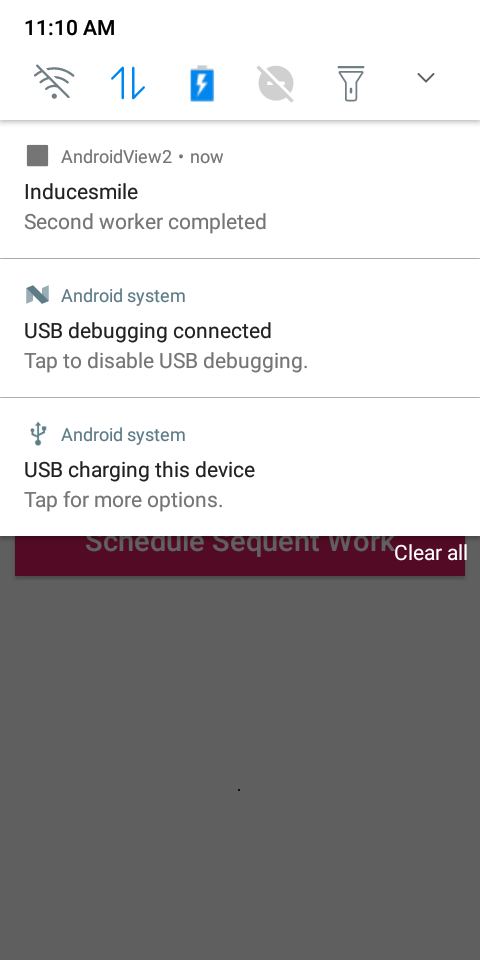 11:10 AM
AndroidView2 • now
Inducesmile
Second worker completed
Android system
USB debugging connected
Tap to disable USB debugging.
Android system
USB charging this device
Tap for more options.
Schedule Sequent Work
Clear all